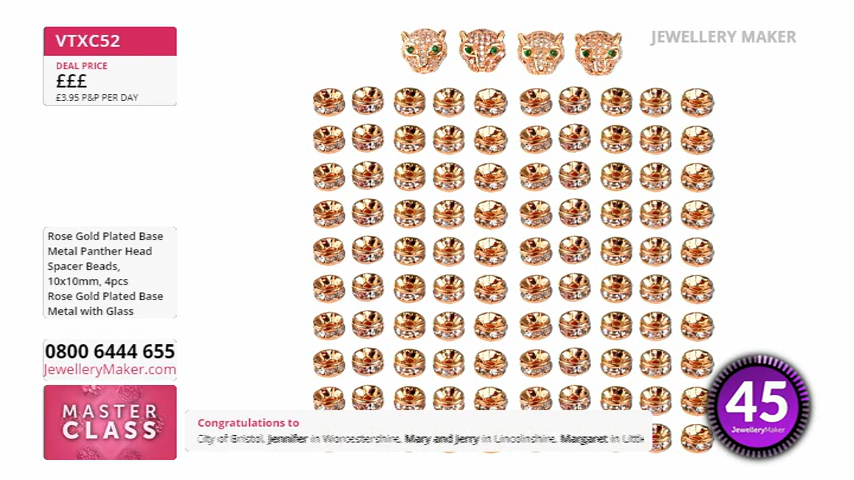 VTXC52
JEWELLERY MAKER
DEAL PRICE
£££
£3.95 P&P PER DAY
Rose Gold Plated Base
Metal Panther Head
Spacer Beads,
10x10mm, 4pcs
Rose Gold Plated Base
Metal with Glass
0800 6444 655
JewelleryMaker.com
MASTER
CLASS
Congratulations to
City of Bristol, Jennifer in Worcestershire, Mary and Jerry in Lincolnshire, Margaret in Littl
45
JewelleryMaker